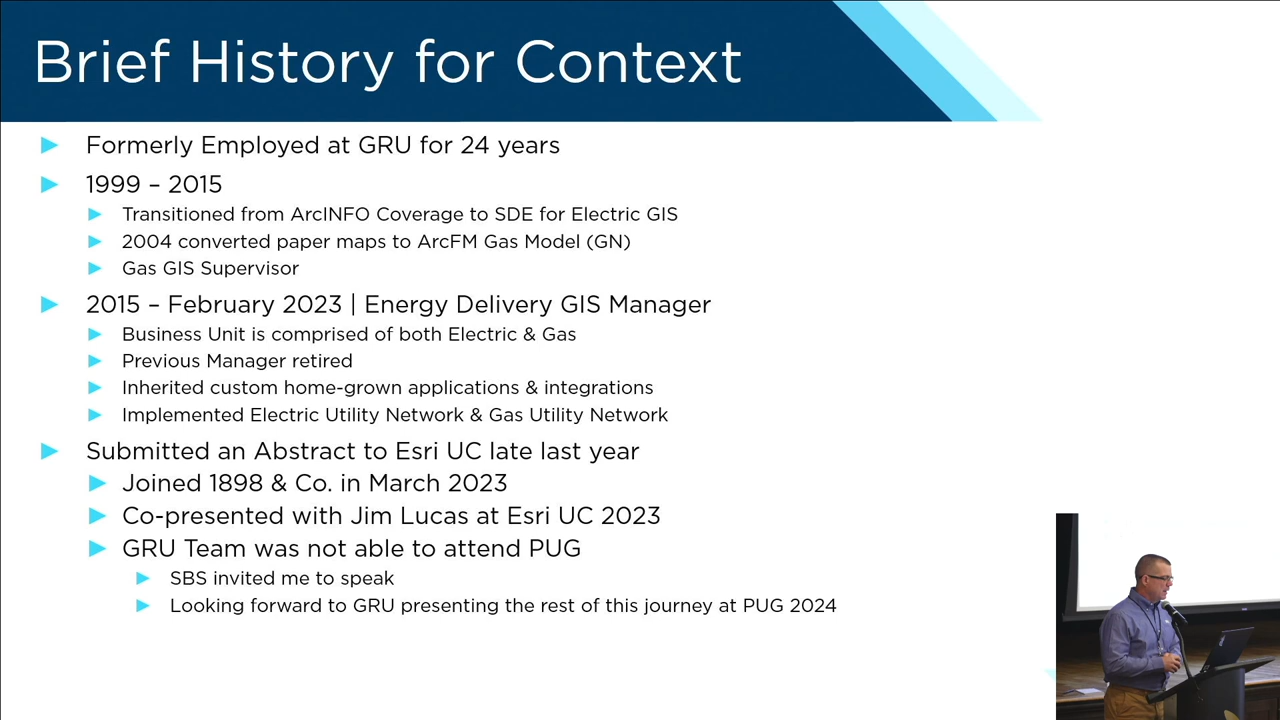 Brief History for Context
Formerly Employed at GRU for 24 years
1999 – 2015
Transitioned from ArcINFO Coverage to SDE for Electric GIS
2004 converted paper maps to ArcFM Gas Model (GN)
Gas GIS Supervisor
2015 – February 2023 | Energy Delivery GIS Manager
Business Unit is comprised of both Electric & Gas
Previous Manager retired
Inherited custom home-grown applications & integrations
Implemented Electric Utility Network & Gas Utility Network
Submitted an Abstract to Esri UC late last year
Joined 1898 & Co. in March 2023
Co-presented with Jim Lucas at Esri UC 2023
GRU Team was not able to attend PUG
SBS invited me to speak
Looking forward to GRU presenting the rest of this journey at PUG 2024